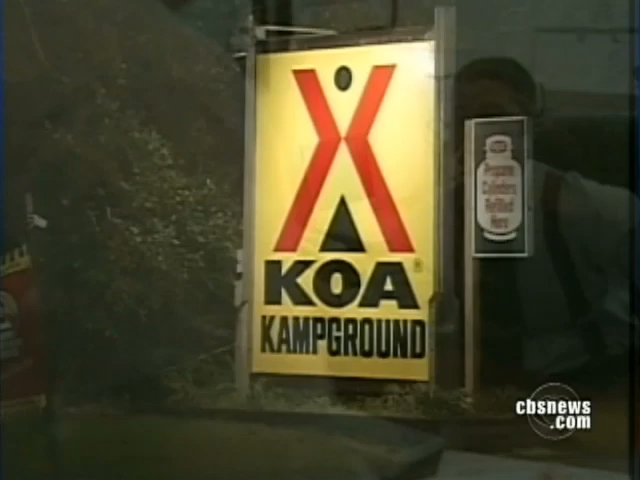 KOA
KAMPGROUND
Propane
Cylinders
Refilled
Here
cbsnews
.com